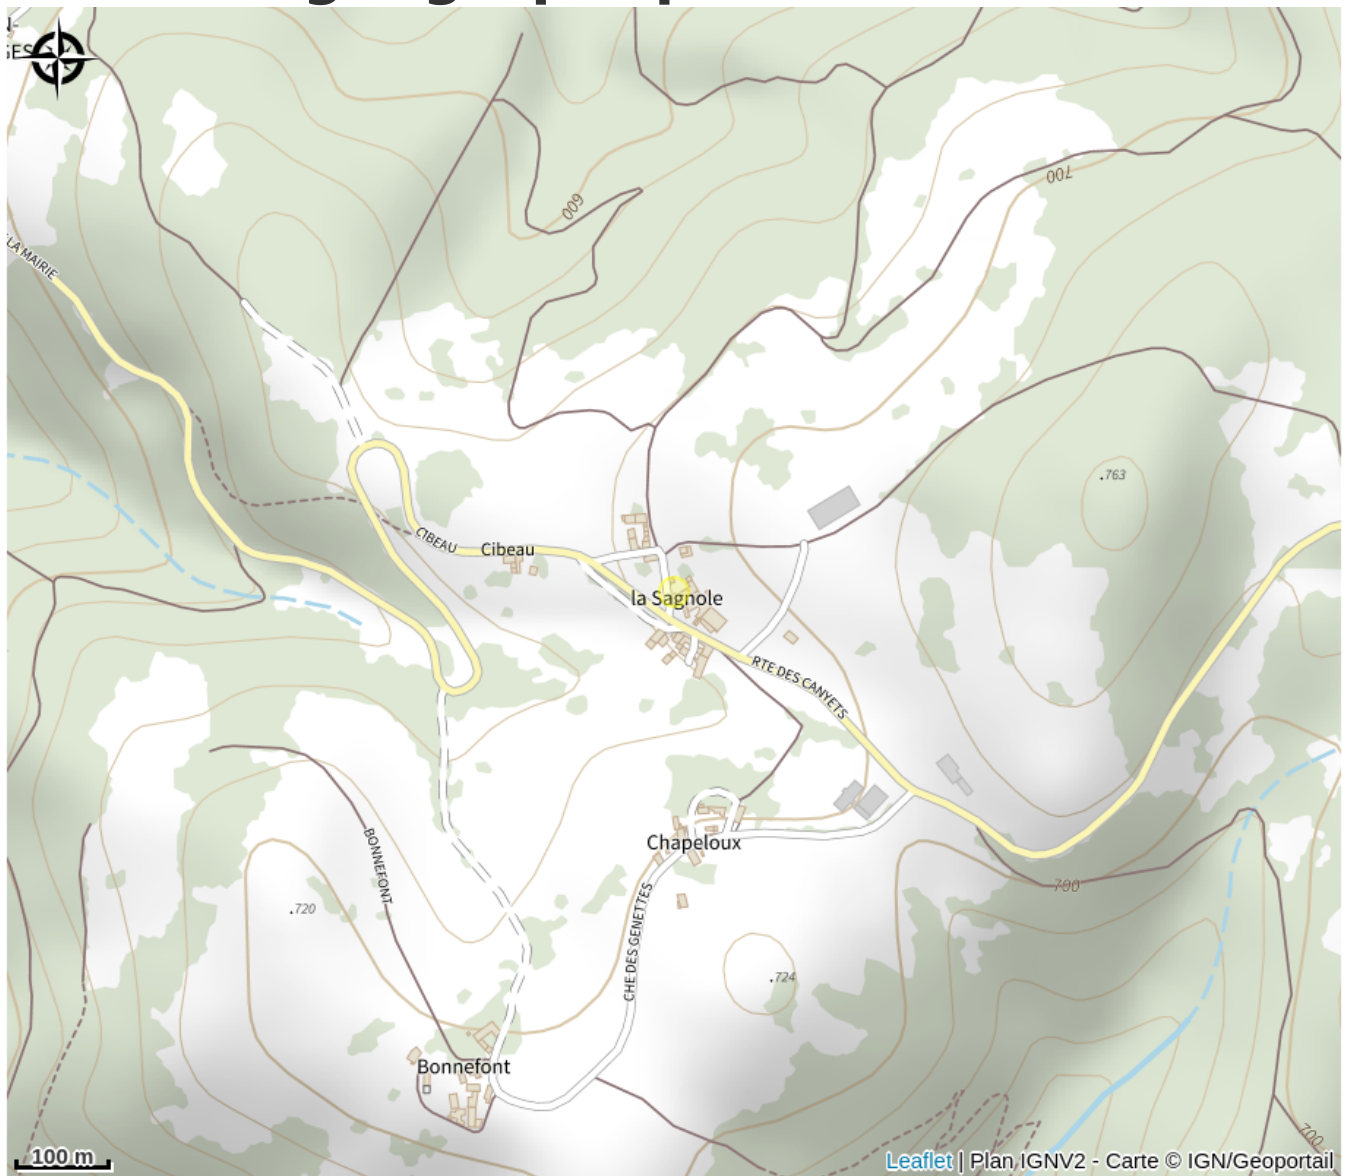 LA MAIRIE
600
700
.763
CIBEAU
Cibeau
la Sagnole
RTE DES CANYETS
Chapeloux
BONNEFONT
.720
CHE DES GENETTES
700
.724
Bonnefont
700
100 m
Leaflet | Plan IGNV2 - Carte © IGN/Geoportail